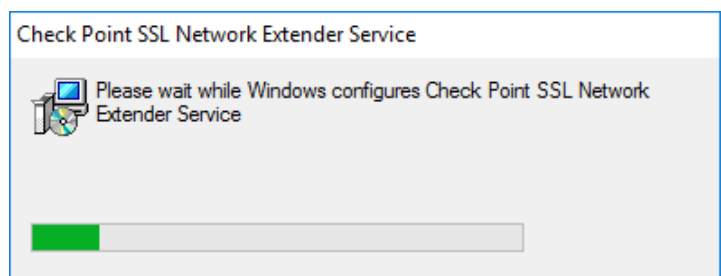 Check Point SSL Network Extender Service
Please wait while Windows configures Check Point SSL Network
Extender Service